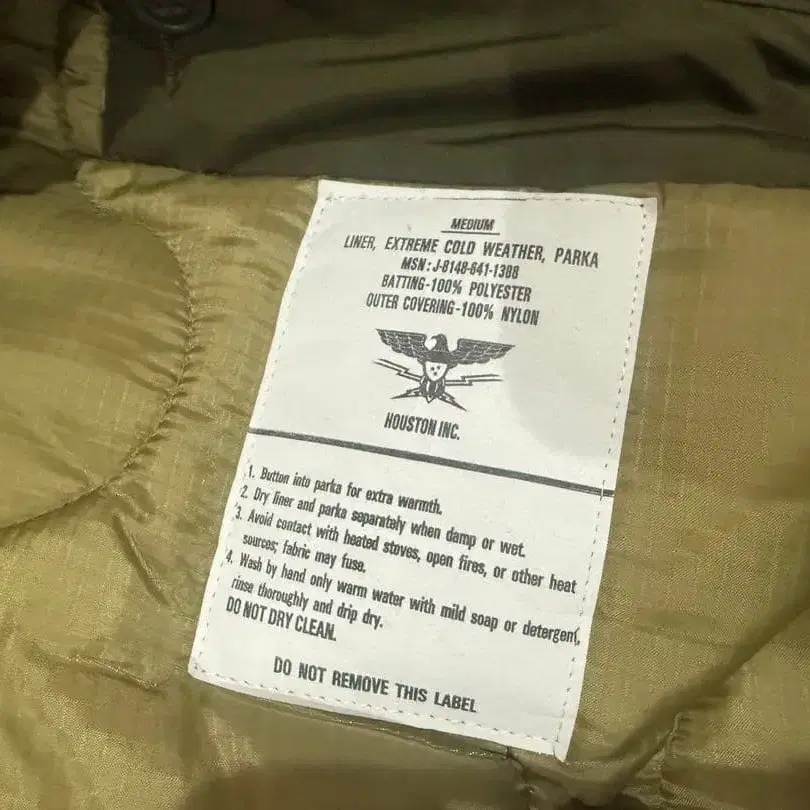 MEDIUM
LINER, EXTREME COLD WEATHER, PARKA
MSN: J-8148-641-1388
BATTING-100% POLYESTER
OUTER COVERING-100% NYLON
HOUSTON INC.
1. Button into parka for extra warmth.
2. Dry liner and parka separately when damp or wet.
3. Avoid contact with heated stoves, open fires, or other heat
sources; fabric may fuse.
4. Wash by hand only warm water with mild soap or detergent,
rinse thoroughly and drip dry.
DO NOT DRY CLEAN.
DO NOT REMOVE THIS LABEL